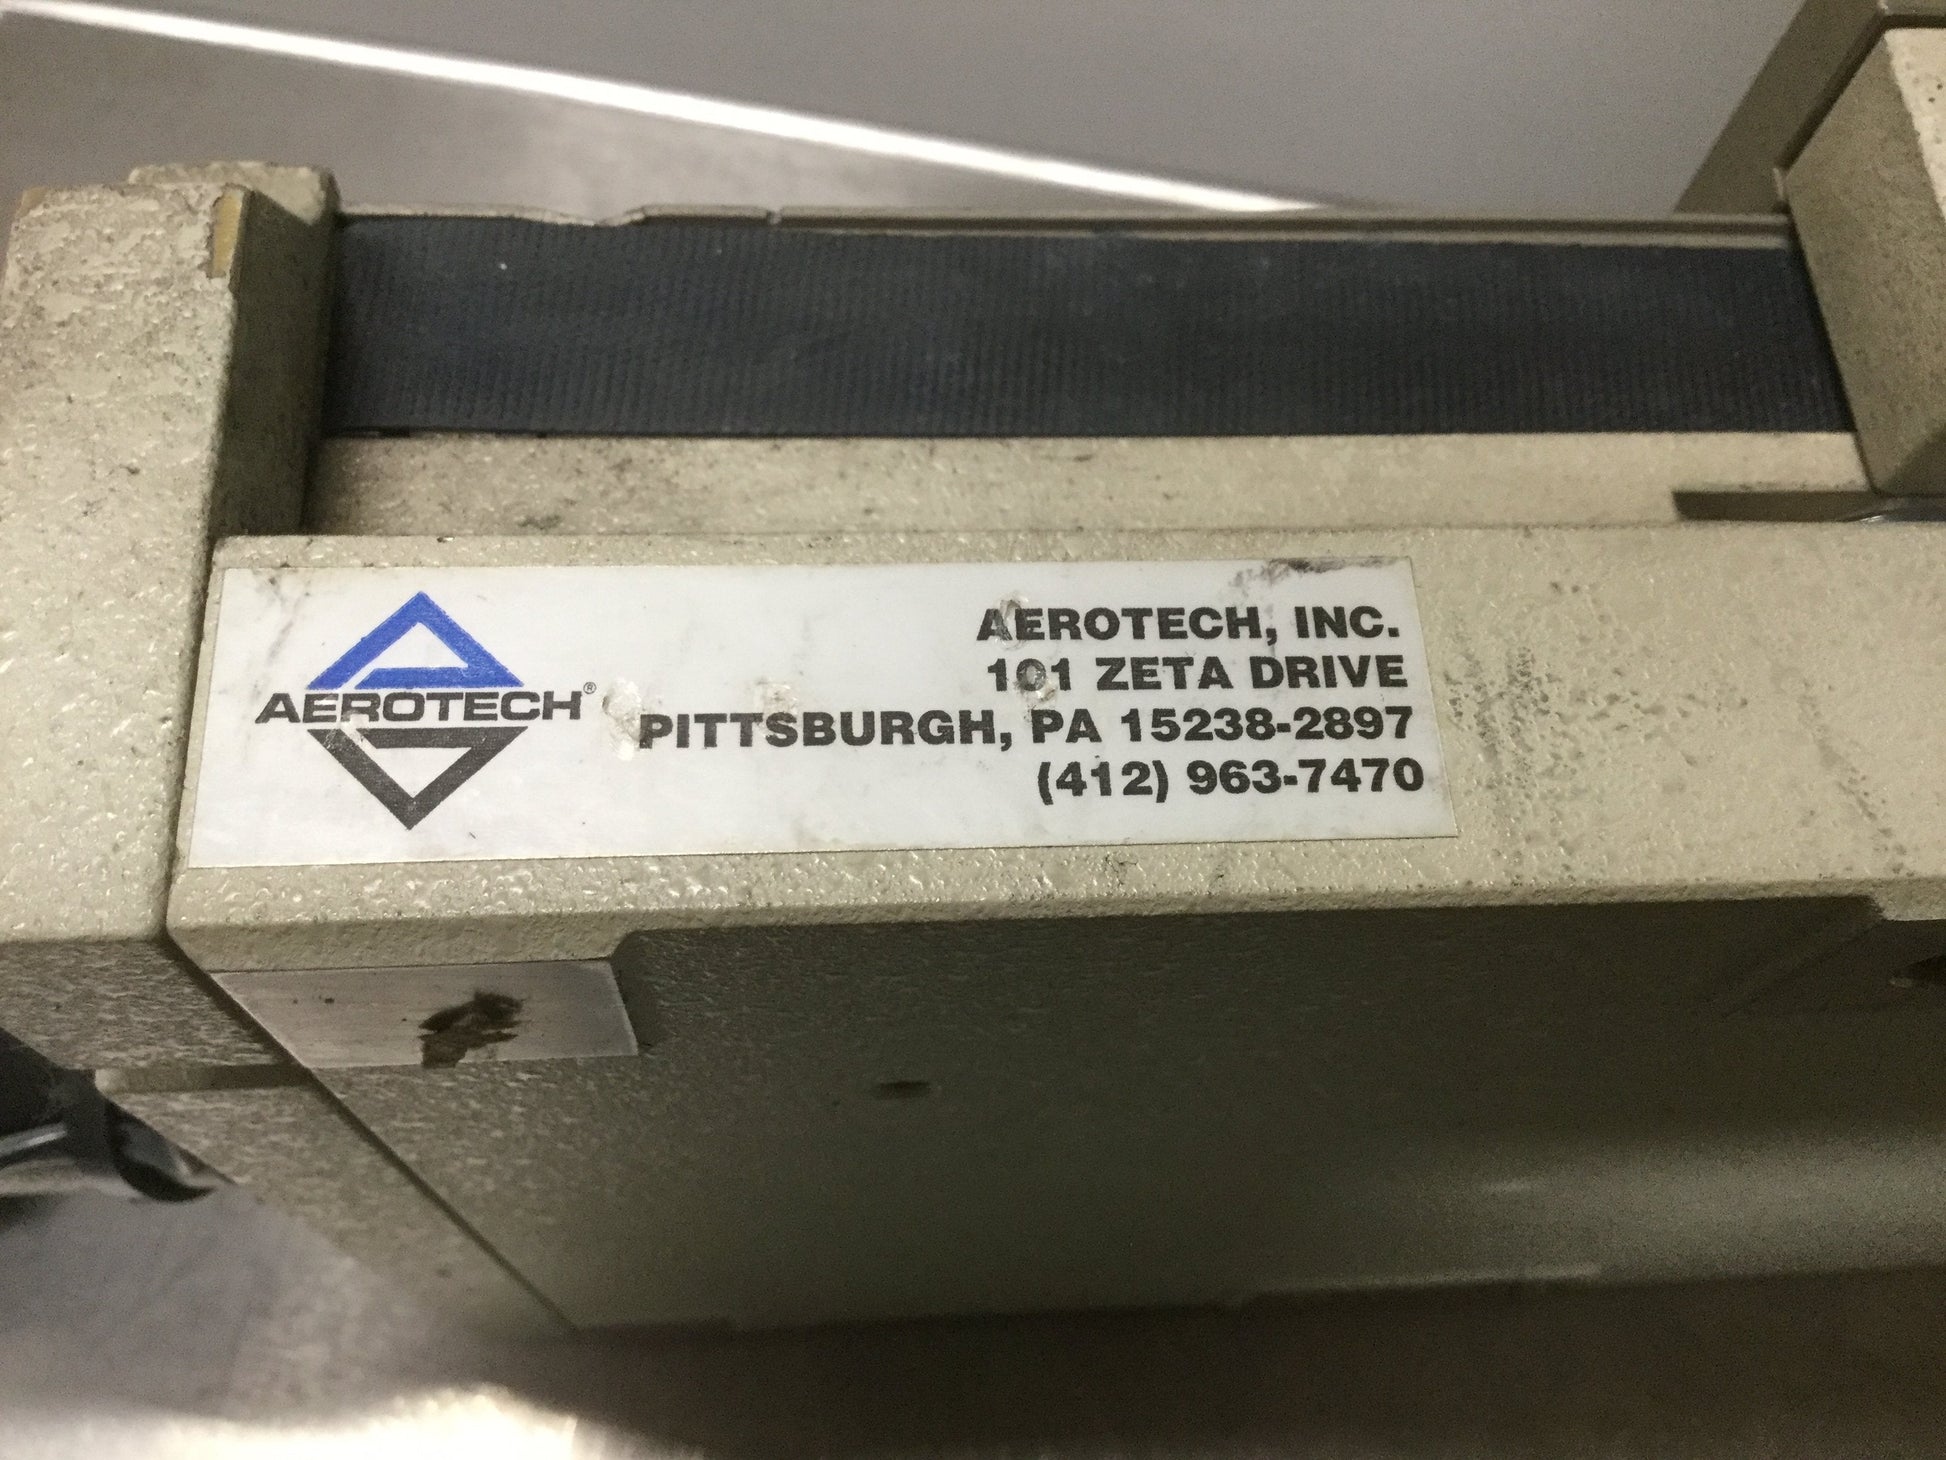 AEROTECH®
AEROTECH, INC.
101 ZETA DRIVE
PITTSBURGH, PA 15238-2897
(412) 963-7470